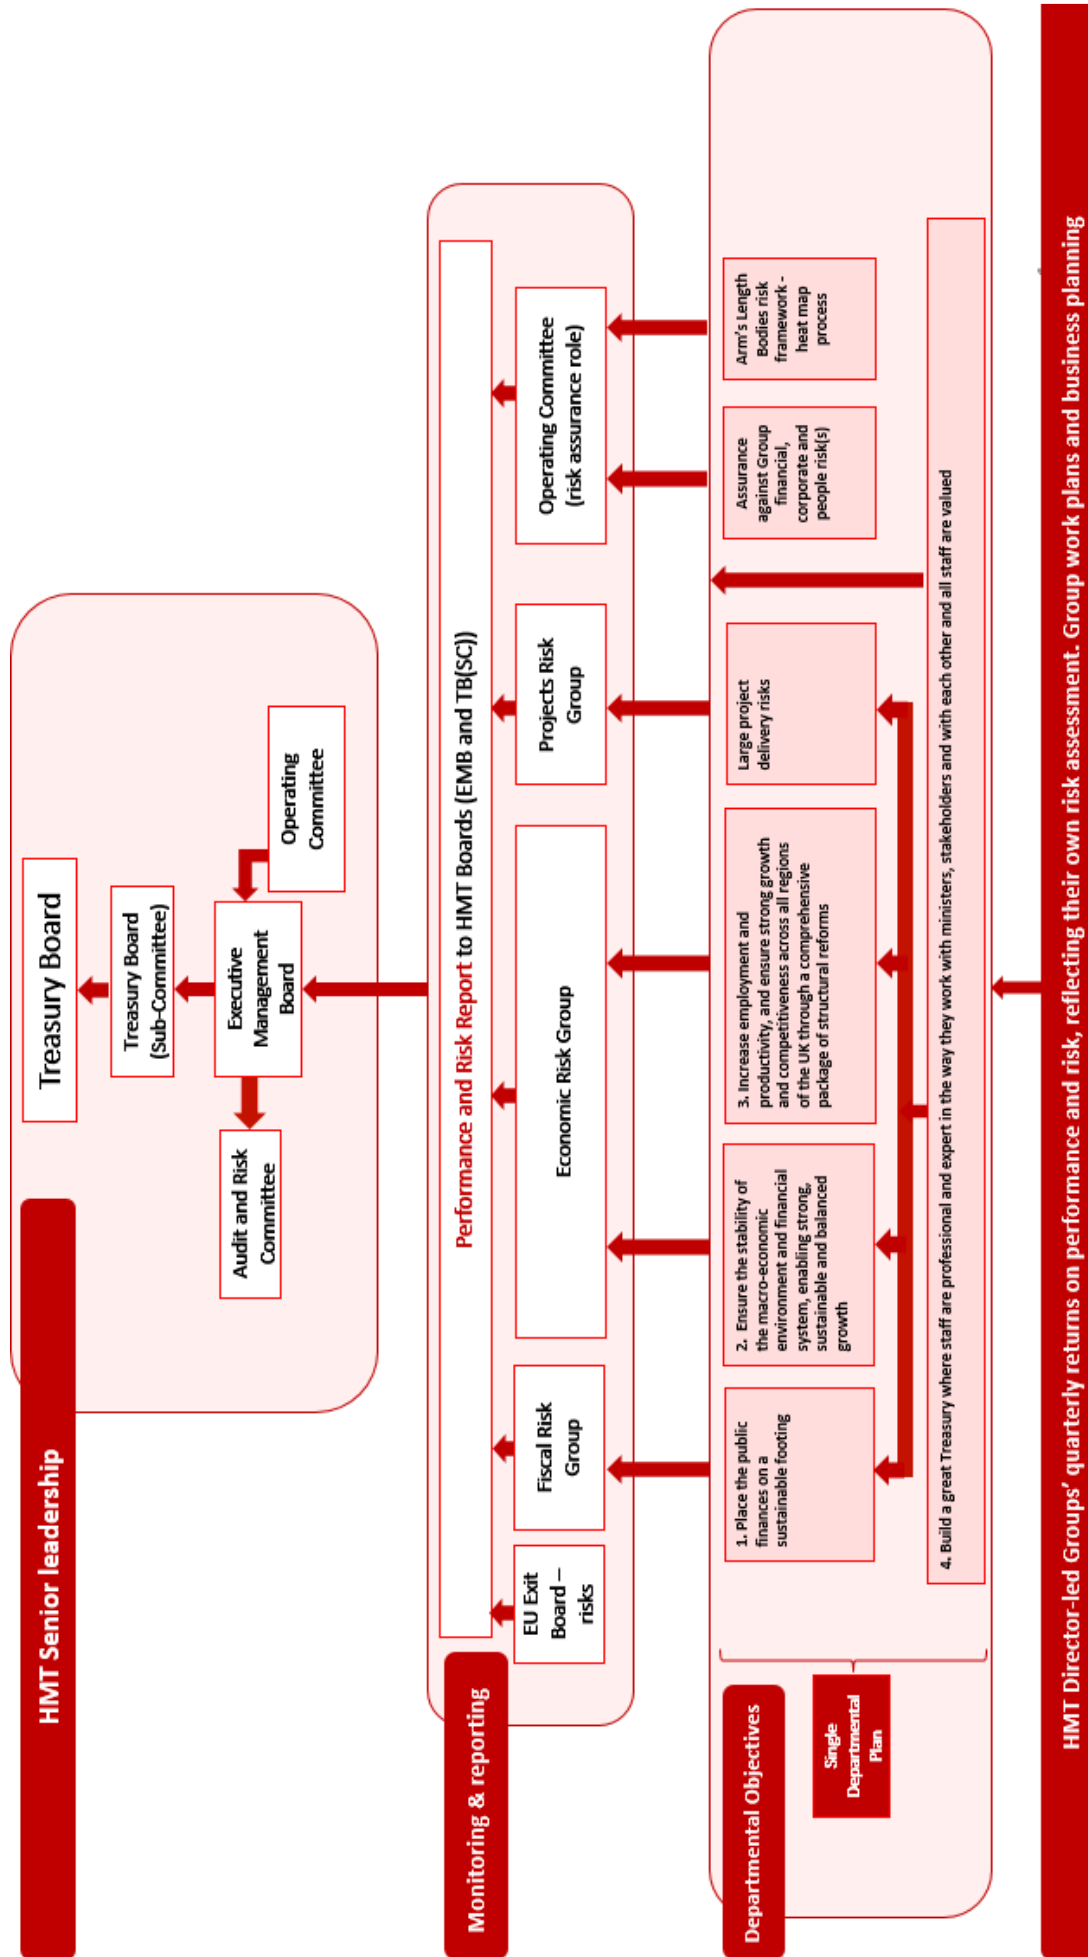 HMT Senior leadership
Treasury Board
Treasury Board
(Sub-Committee)
Audit and Risk
Committee
Executive
Management
Board
Operating
Committee
Monitoring & reporting
Performance and Risk Report to HMT Boards (EMB and TB(SC))
EU Exit
Board –
risks
Fiscal Risk
Group
Economic Risk Group
Projects Risk
Group
Operating Committee
(risk assurance role)
Departmental Objectives
Single
Departmental
Plan
1. Place the public
finances on a
sustainable footing
2. Ensure the stability of
the macro-economic
environment and financial
system, enabling strong,
sustainable and balanced
growth
3. Increase employment and
productivity, and ensure strong growth
and competitiveness across all regions
of the UK through a comprehensive
package of structural reforms
Large project
delivery risks
Assurance
against Group
financial,
corporate and
people risk(s)
Arm's Length
Bodies risk
framework -
heat map
process
4. Build a great Treasury where staff are professional and expert in the way they work with ministers, stakeholders and with each other and all staff are valued
HMT Director-led Groups' quarterly returns on performance and risk, reflecting their own risk assessment. Group work plans and business planning